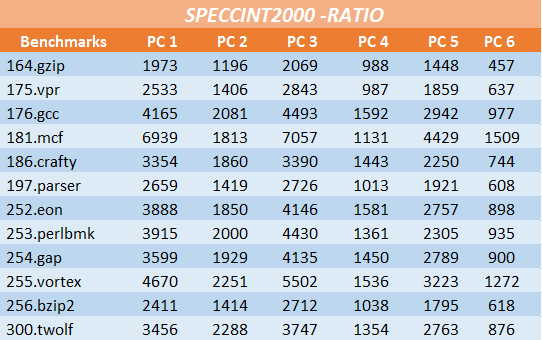 SPECCINT2000 -RATIO
Benchmarks PC 1 PC 2 PC 3 PC 4 PC 5 PC 6
164.gzip 1973 1196 2069 988 1448 457
175.vpr 2533 1406 2843 987 1859 637
176.gcc 4165 2081 4493 1592 2942 977
181.mcf 6939 1813 7057 1131 4429 1509
186.crafty 3354 1860 3390 1443 2250 744
197.parser 2659 1419 2726 1013 1921 608
252.eon 3888 1850 4146 1581 2757 898
253.perlbmk 3915 2000 4430 1361 2305 935
254.gap 3599 1929 4135 1450 2789 900
255.vortex 4670 2251 5502 1536 3223 1272
256.bzip2 2411 1414 2712 1038 1795 618
300.twolf 3456 2288 3747 1354 2763 876